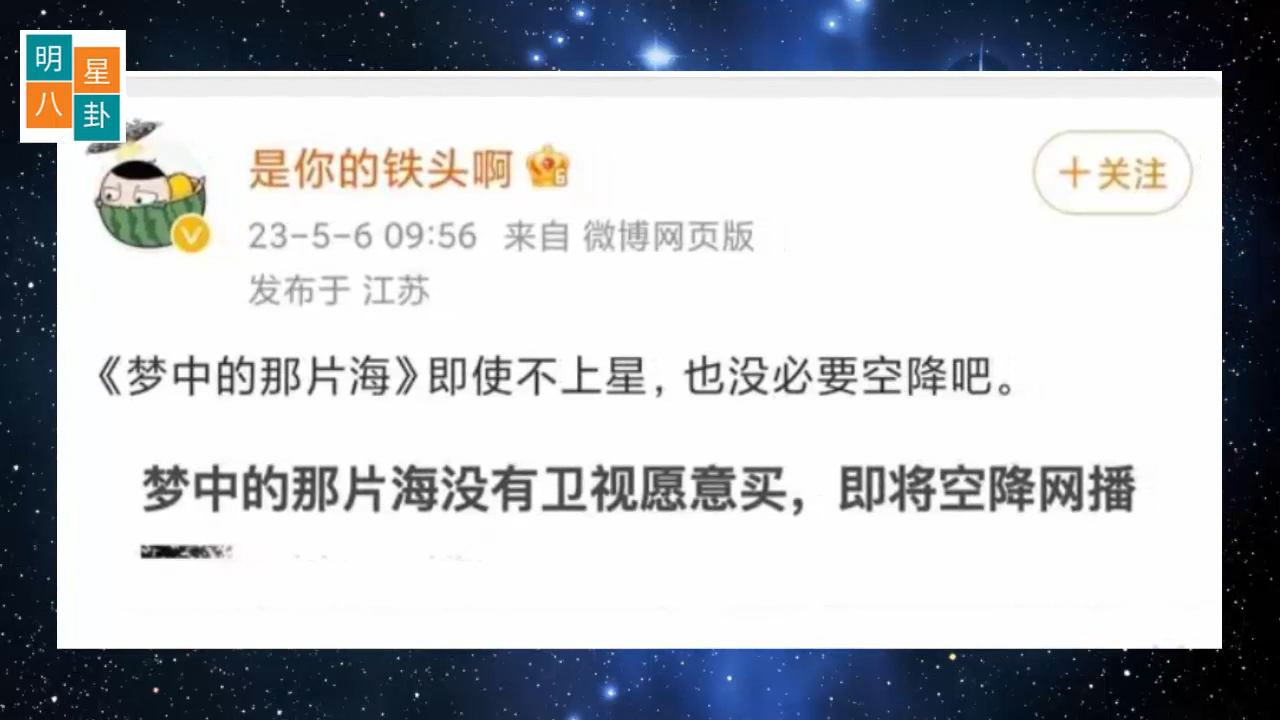 明星
八卦
是你的铁头啊
6
+关注
23-5-6 09:56 来自 微博网页版
发布于 江苏
《梦中的那片海》即使不上星，也没必要空降吧。
梦中的那片海没有卫视愿意买，即将空降网播